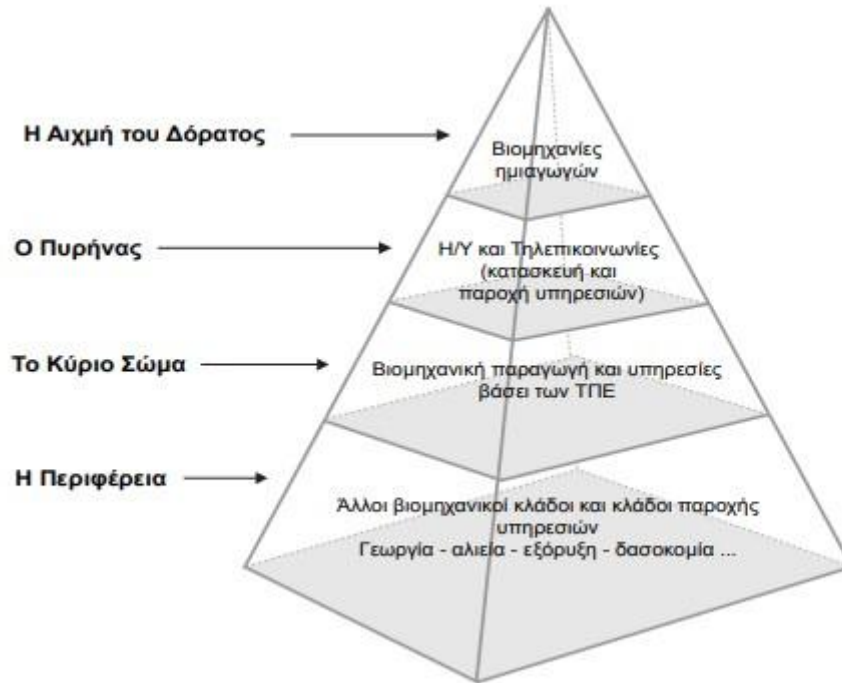 Η Αιχμή του Δόρατος
Βιομηχανίες
ημιαγωγών
Ο Πυρήνας
Η/Υ και Τηλεπικοινωνίες
(κατασκευή και
παροχή υπηρεσιών)
Το Κύριο Σώμα
Βιομηχανική παραγωγή και υπηρεσίες
βάσει των ΤΠΕ
Η Περιφέρεια
Άλλοι βιομηχανικοί κλάδοι και κλάδοι παροχής
υπηρεσιών
Γεωργία - αλιεία - εξόρυξη - δασοκομία ...